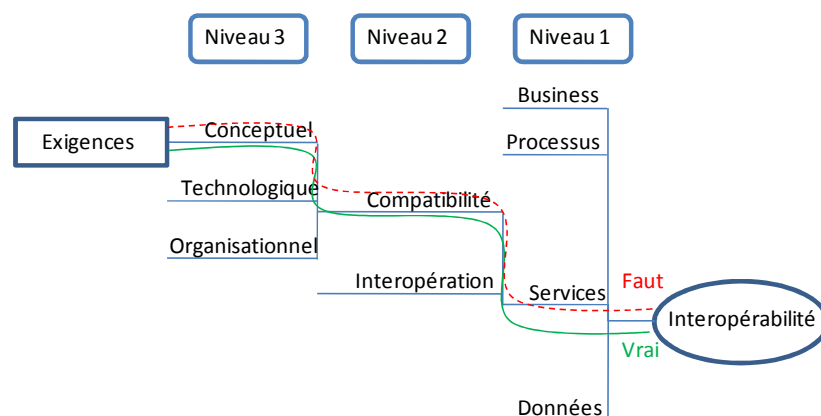 Niveau 3
Niveau 2
Niveau 1
Business
Exigences
Conceptuel
Processus
Technologique
Compatibilité
Organisationnel
Interopération
Services
Faut
Interopérabilité
Vrai
Données